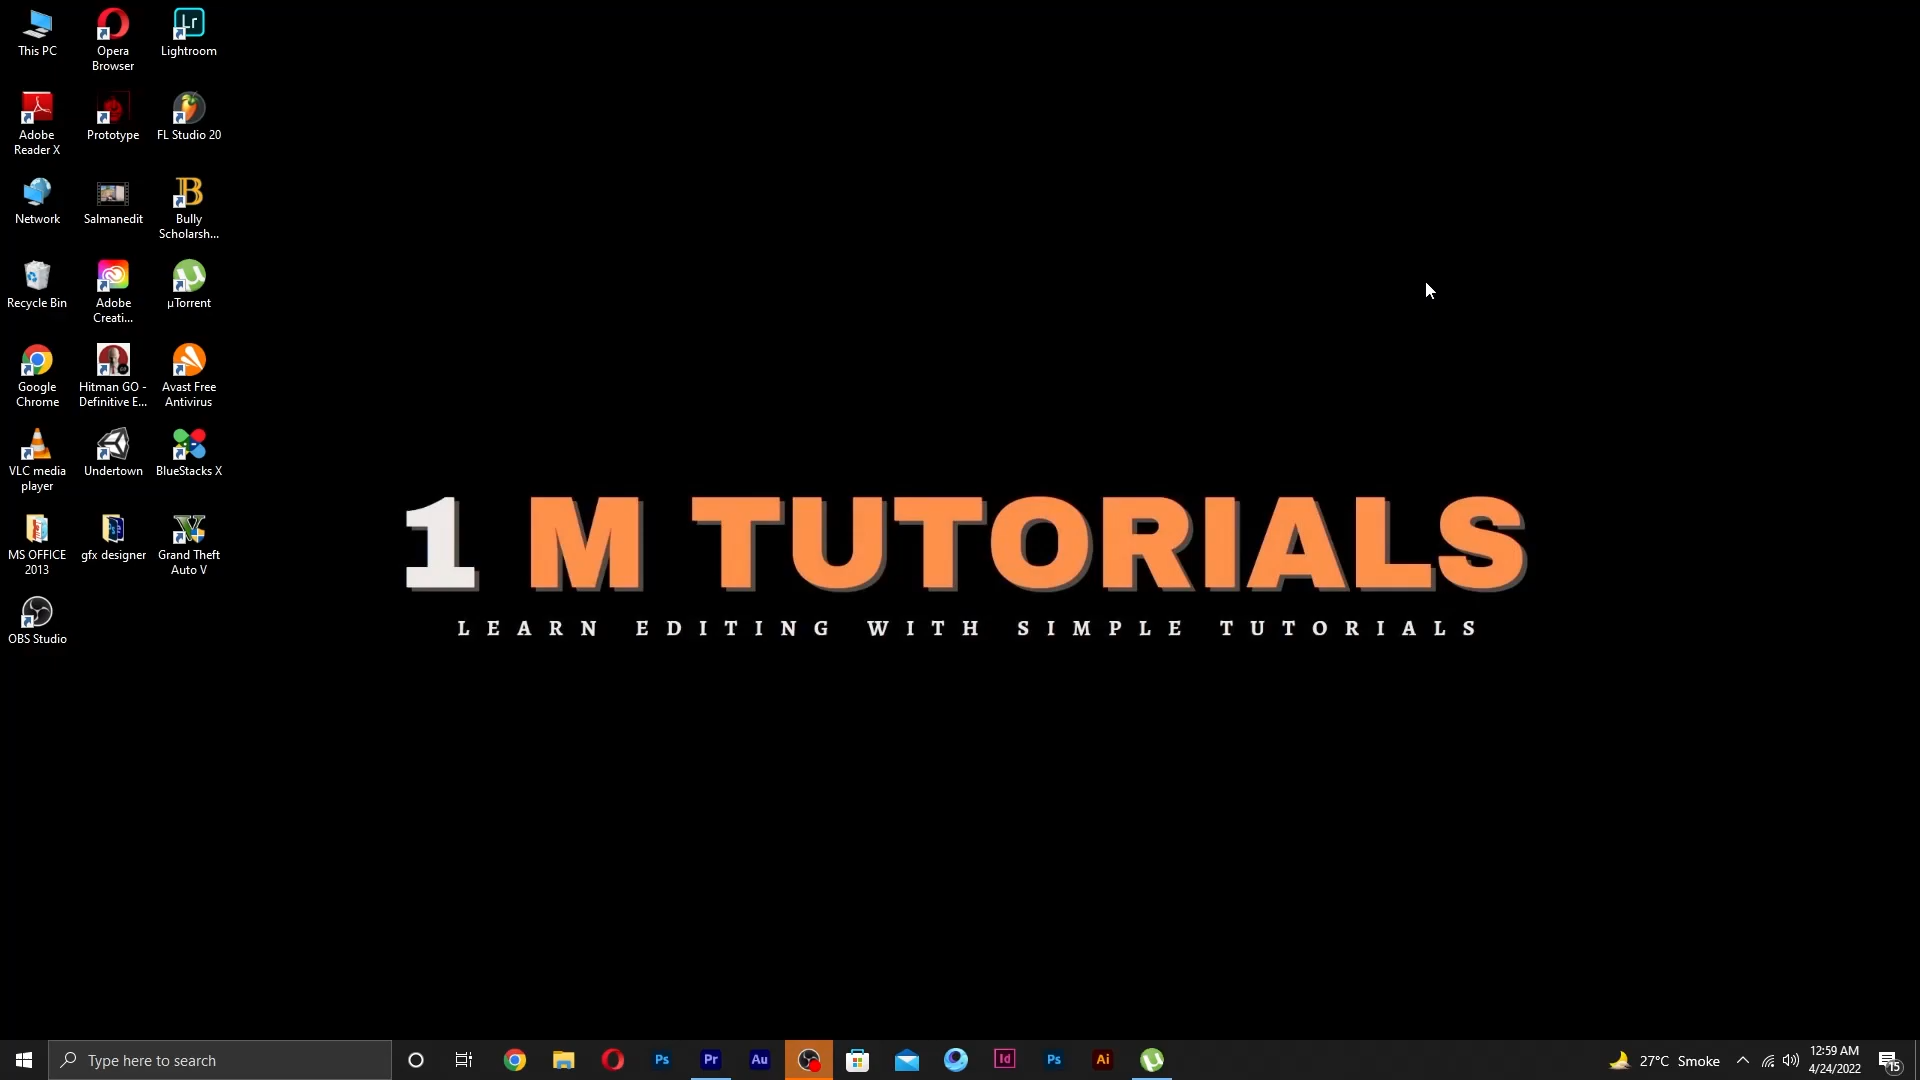 This PC
Opera
Browser
Lightroom
Adobe
Reader X
Prototype
FL Studio 20
Network
Salmanedit
Bully
Scholarsh...
Recycle Bin
Adobe
Creati...
µTorrent
Google
Chrome
Hitman GO -
Definitive E...
Avast Free
Antivirus
VLC media
player
Undertown
BlueStacks X
MS OFFICE
2013
gfx designer
Grand Theft
Auto V
OBS Studio
1 M TUTORIALS
LEARN EDITING WITH SIMPLE TUTORIALS
Type here to search
Ps
Pr
Au
Id
Ps
Ai
27°C Smoke
12:59 AM
4/24/2022
15
Lr
B